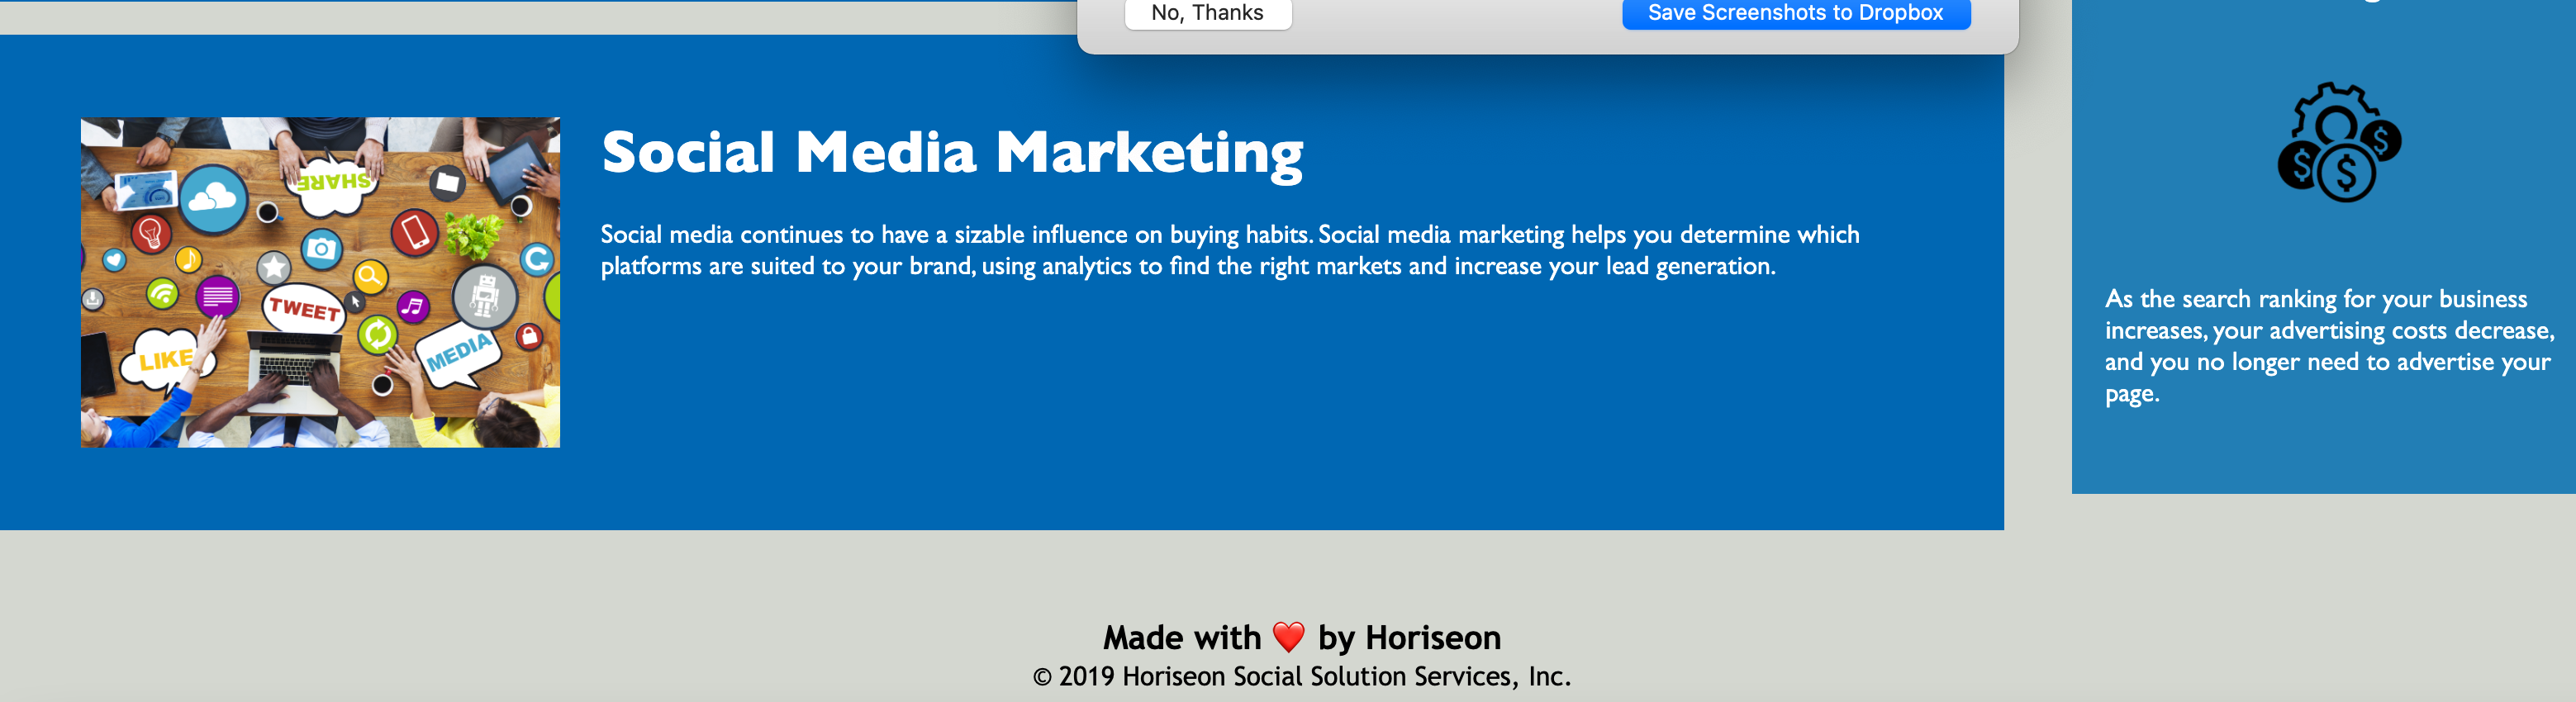 No, Thanks
Save Screenshots to Dropbox
Social Media Marketing
Social media continues to have a sizable influence on buying habits. Social media marketing helps you determine which
platforms are suited to your brand, using analytics to find the right markets and increase your lead generation.
SHARE
TWEET
LIKE
MEDIA
$
$
$
As the search ranking for your business
increases, your advertising costs decrease,
and you no longer need to advertise your
page.
Made with ❤️ by Horiseon
© 2019 Horiseon Social Solution Services, Inc.